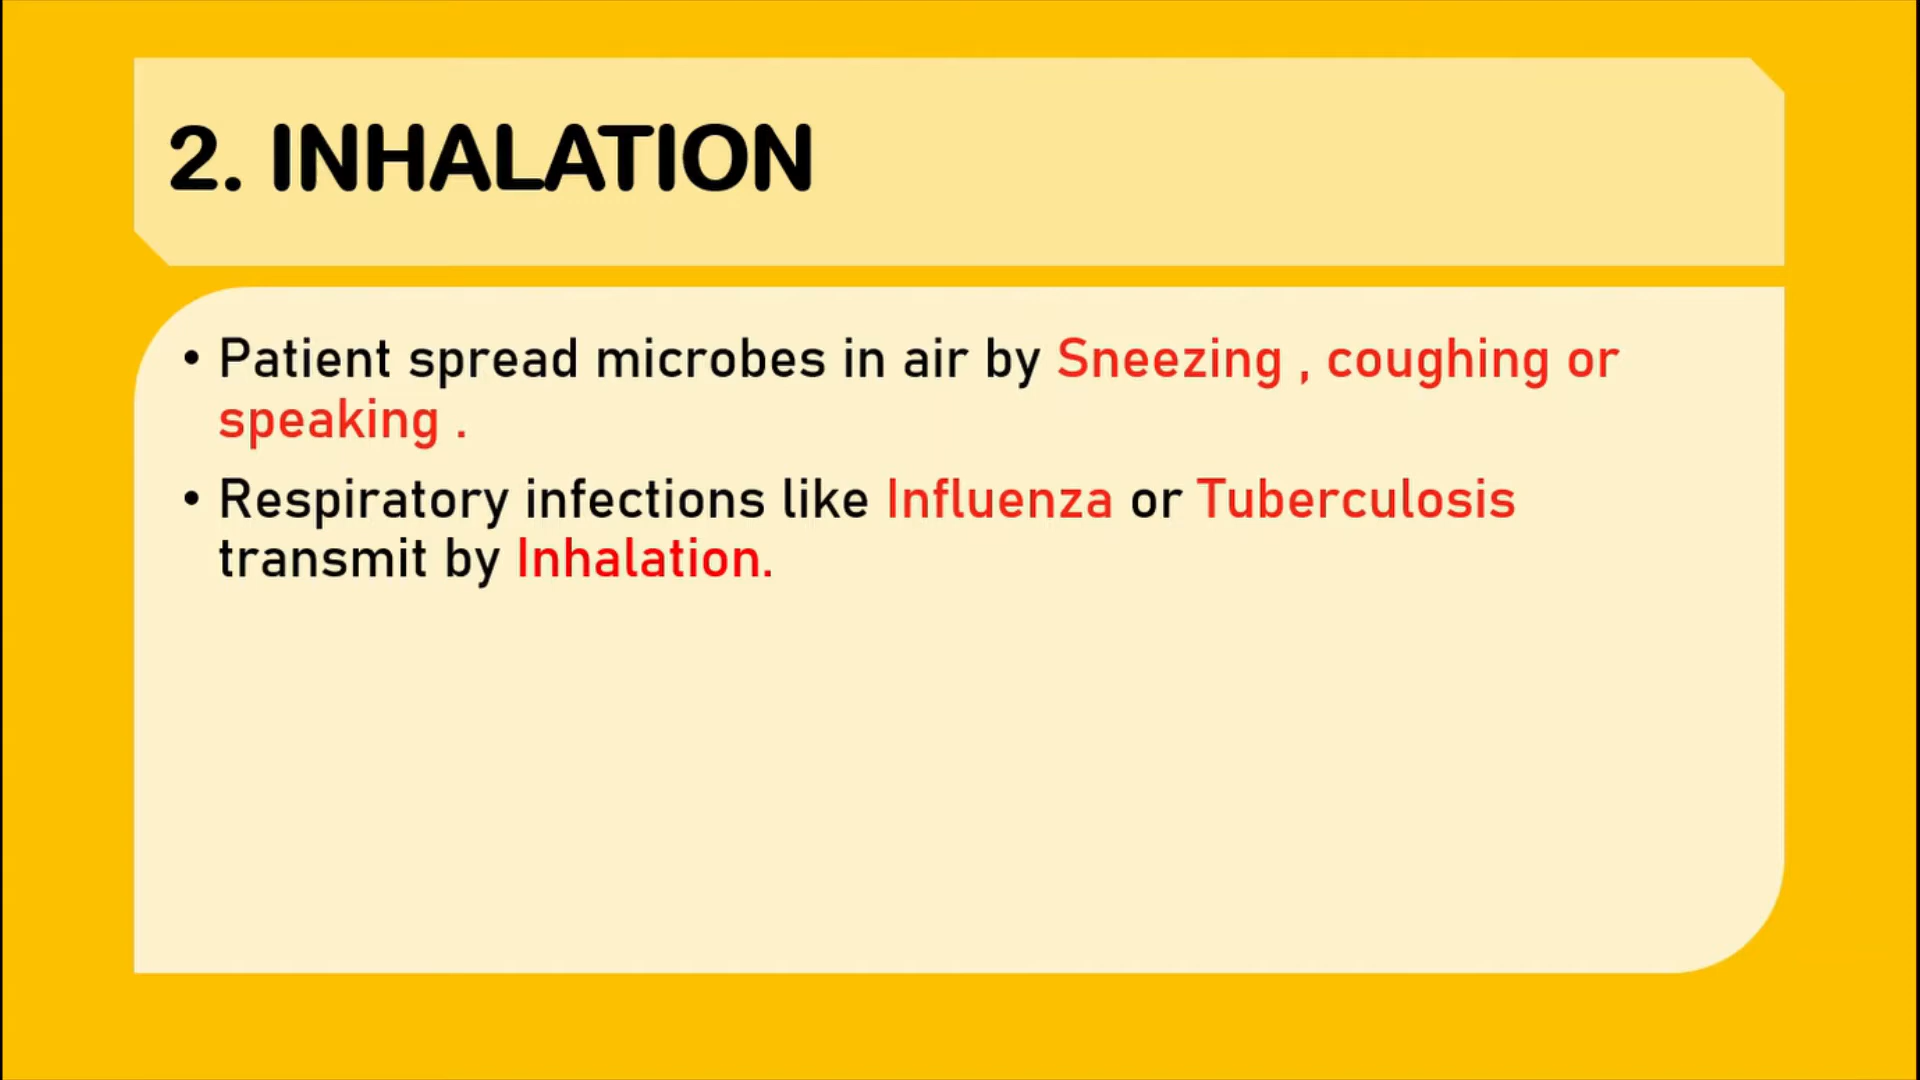 2. INHALATION
• Patient spread microbes in air by Sneezing , coughing or
speaking .
• Respiratory infections like Influenza or Tuberculosis
transmit by Inhalation.